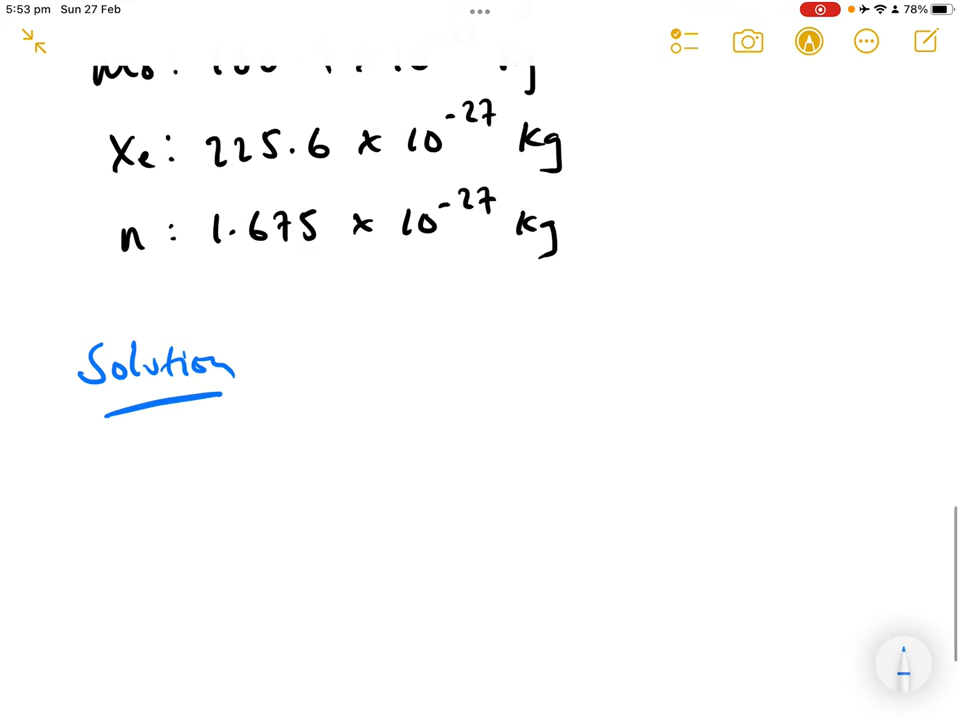 5:53 pm Sun 27 Feb
78%
Xe: 225.6 × 10⁻²⁷ kg
n : 1.675 × 10⁻²⁷ kg
Solution